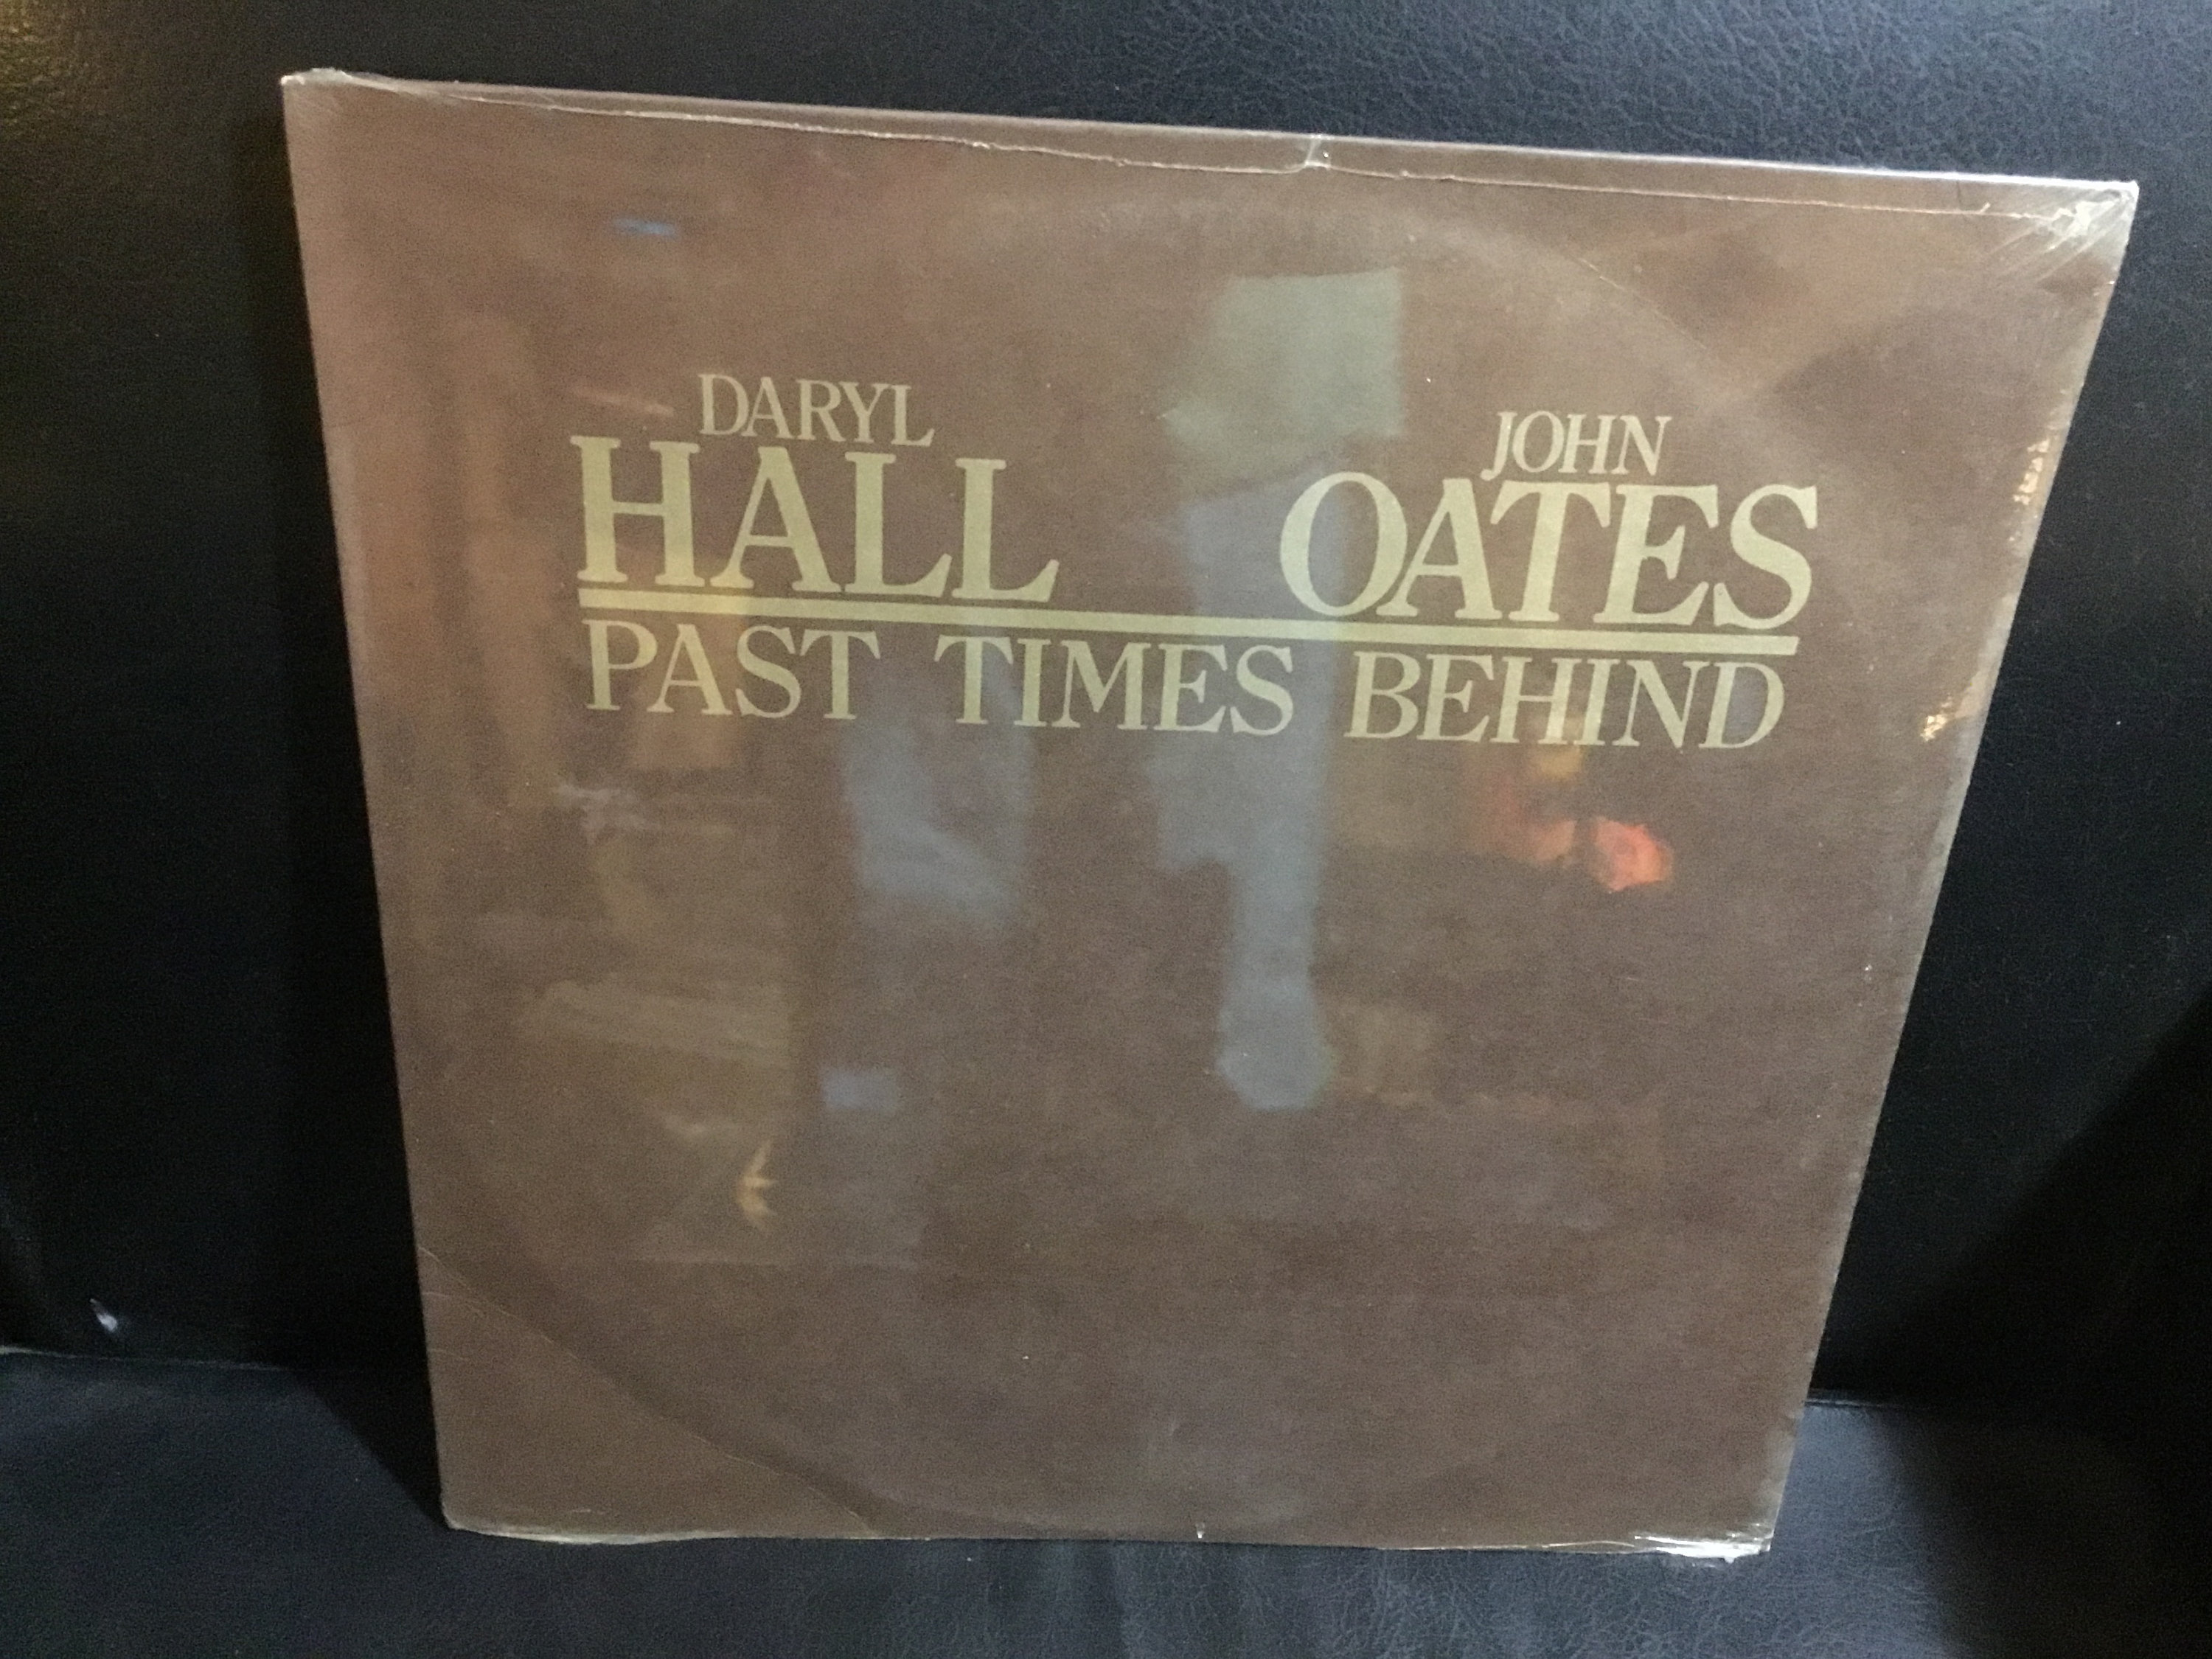 DARYL JOHN
HALL OATES
PAST TIMES BEHIND